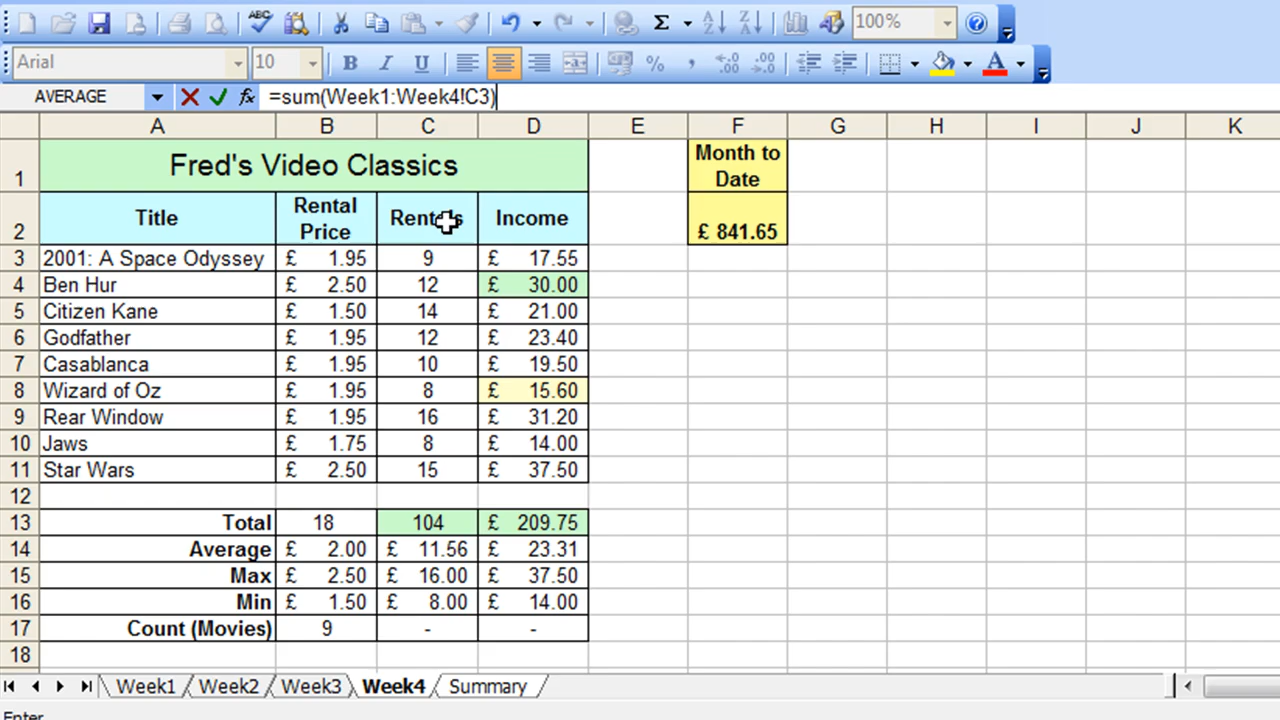 ABC 100% ?
Arial 10 B I U % , .00 .00 A
AVERAGE fx =sum(Week1:Week4!C3)
A B C D E F G H I J K
1 Fred's Video Classics Month to Date
2 Title Rental Price Rentals Income £ 841.65
3 2001: A Space Odyssey £ 1.95 9 £ 17.55
4 Ben Hur £ 2.50 12 £ 30.00
5 Citizen Kane £ 1.50 14 £ 21.00
6 Godfather £ 1.95 12 £ 23.40
7 Casablanca £ 1.95 10 £ 19.50
8 Wizard of Oz £ 1.95 8 £ 15.60
9 Rear Window £ 1.95 16 £ 31.20
10 Jaws £ 1.75 8 £ 14.00
11 Star Wars £ 2.50 15 £ 37.50
12
13 Total 18 104 £ 209.75
14 Average £ 2.00 £ 11.56 £ 23.31
15 Max £ 2.50 £ 16.00 £ 37.50
16 Min £ 1.50 £ 8.00 £ 14.00
17 Count (Movies) 9 - -
18
Week1 Week2 Week3 Week4 Summary
Enter